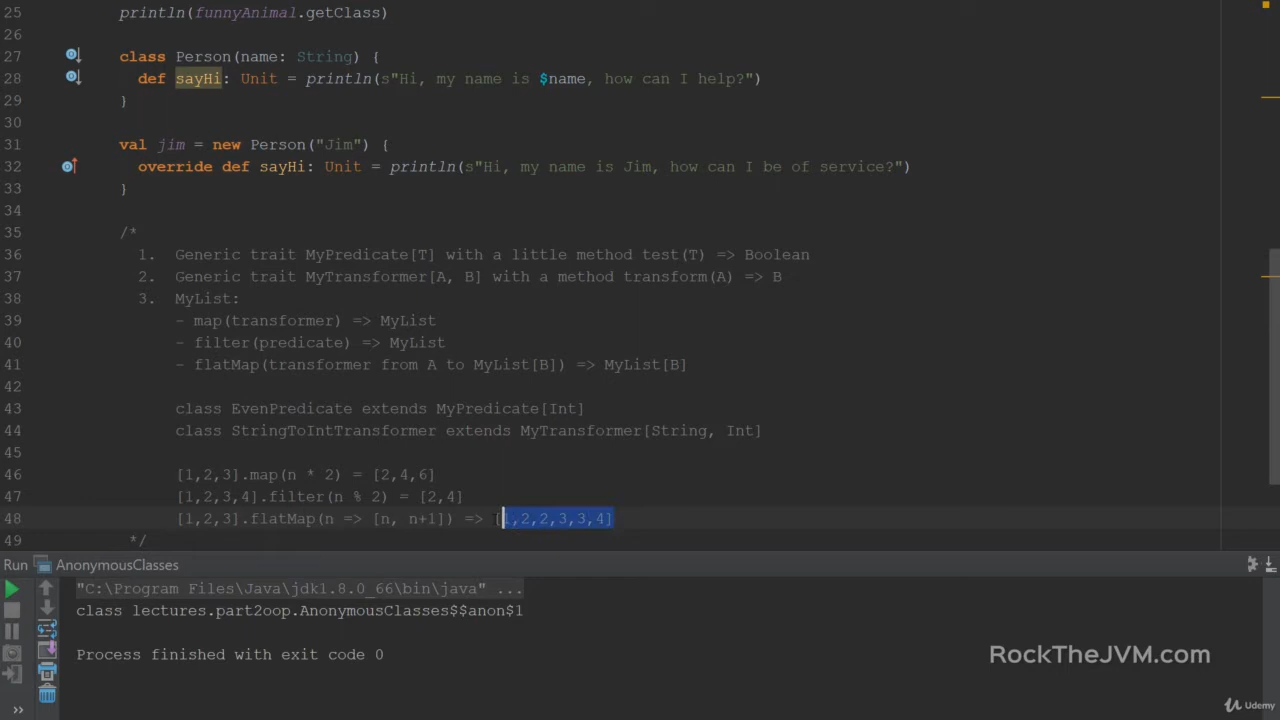 25 println(funnyAnimal.getClass)
26
27 class Person(name: String) {
28 def sayHi: Unit = println(s"Hi, my name is $name, how can I help?")
29 }
30
31 val jim = new Person("Jim") {
32 override def sayHi: Unit = println(s"Hi, my name is Jim, how can I be of service?")
33 }
34
35 /*
36 1. Generic trait MyPredicate[T] with a little method test(T) => Boolean
37 2. Generic trait MyTransformer[A, B] with a method transform(A) => B
38 3. MyList:
39 - map(transformer) => MyList
40 - filter(predicate) => MyList
41 - flatMap(transformer from A to MyList[B]) => MyList[B]
42
43 class EvenPredicate extends MyPredicate[Int]
44 class StringToIntTransformer extends MyTransformer[String, Int]
45
46 [1,2,3].map(n * 2) = [2,4,6]
47 [1,2,3,4].filter(n % 2) = [2,4]
48 [1,2,3].flatMap(n => [n, n+1]) => [1,2,2,3,3,4]
49 */
Run AnonymousClasses
"C:\Program Files\Java\jdk1.8.0_66\bin\java" ...
class lectures.part2oop.AnonymousClasses$$anon$1
Process finished with exit code 0
RockTheJVM.com
Udemy